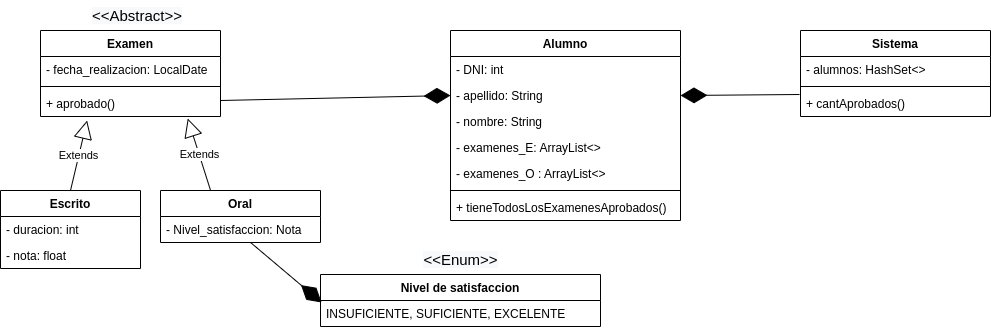 <<Abstract>>
Examen
- fecha_realizacion: LocalDate
+ aprobado()
Extends
Extends
Escrito
- duracion: int
- nota: float
Oral
- Nivel_satisfaccion: Nota
Alumno
- DNI: int
- apellido: String
- nombre: String
- examenes_E: ArrayList<>
- examenes_O : ArrayList<>
+ tieneTodosLosExamenesAprobados()
Sistema
- alumnos: HashSet<>
+ cantAprobados()
<<Enum>>
Nivel de satisfaccion
INSUFICIENTE, SUFICIENTE, EXCELENTE